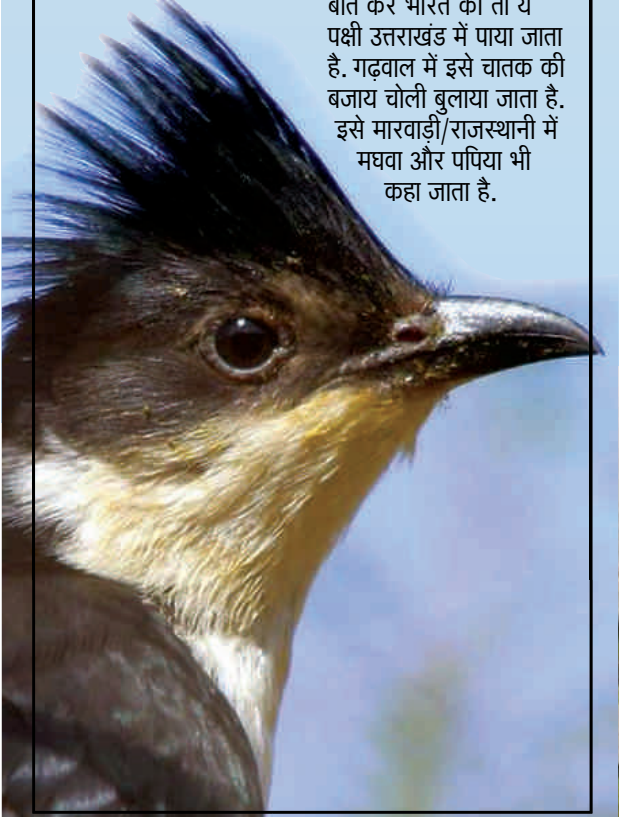 बात करें भारत की तो ये
पक्षी उत्तराखंड में पाया जाता
है. गढ़वाल में इसे चातक की
बजाय चोली बुलाया जाता है.
इसे मारवाड़ी/राजस्थानी में
मघवा और पपिया भी
कहा जाता है.